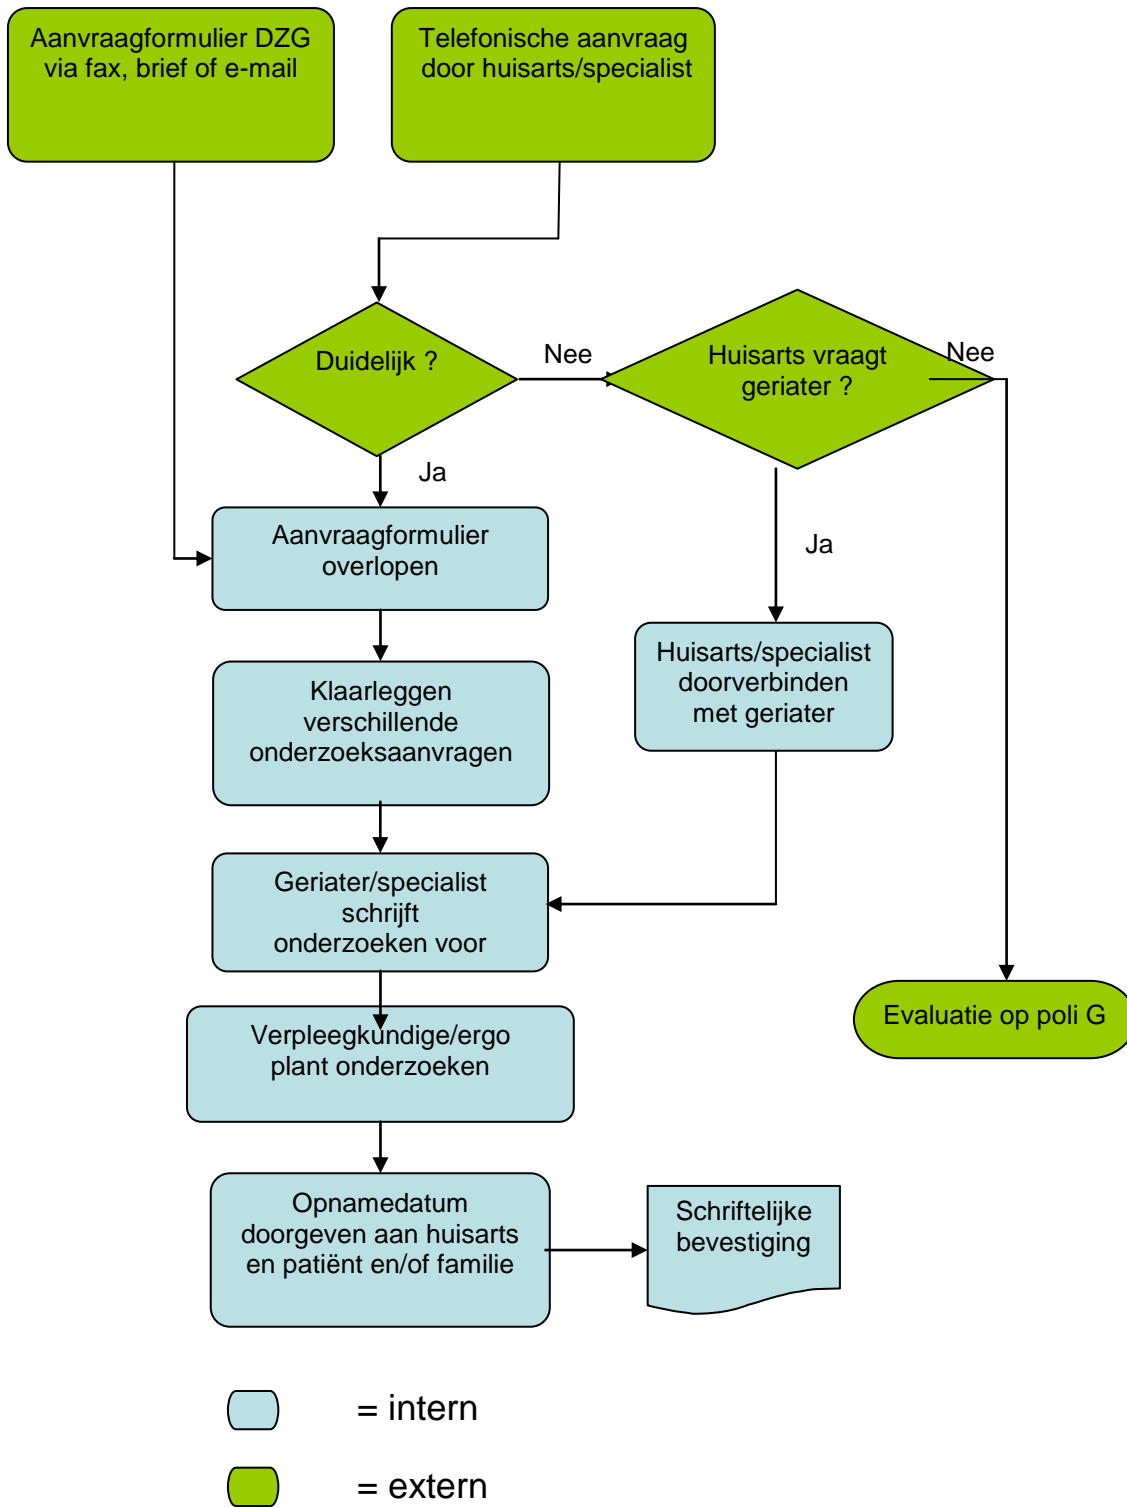 Aanvraagformulier DZG
via fax, brief of e-mail
Telefonische aanvraag
door huisarts/specialist
Duidelijk ?
Nee
Huisarts vraagt
geriater ?
Nee
Ja
Aanvraagformulier
overlopen
Ja
Huisarts/specialist
doorverbinden
met geriater
Klaarleggen
verschillende
onderzoeksaanvragen
Geriater/specialist
schrijft
onderzoeken voor
Evaluatie op poli G
Verpleegkundige/ergo
plant onderzoeken
Opnamedatum
doorgeven aan huisarts
en patiënt en/of familie
Schriftelijke
bevestiging
= intern
= extern